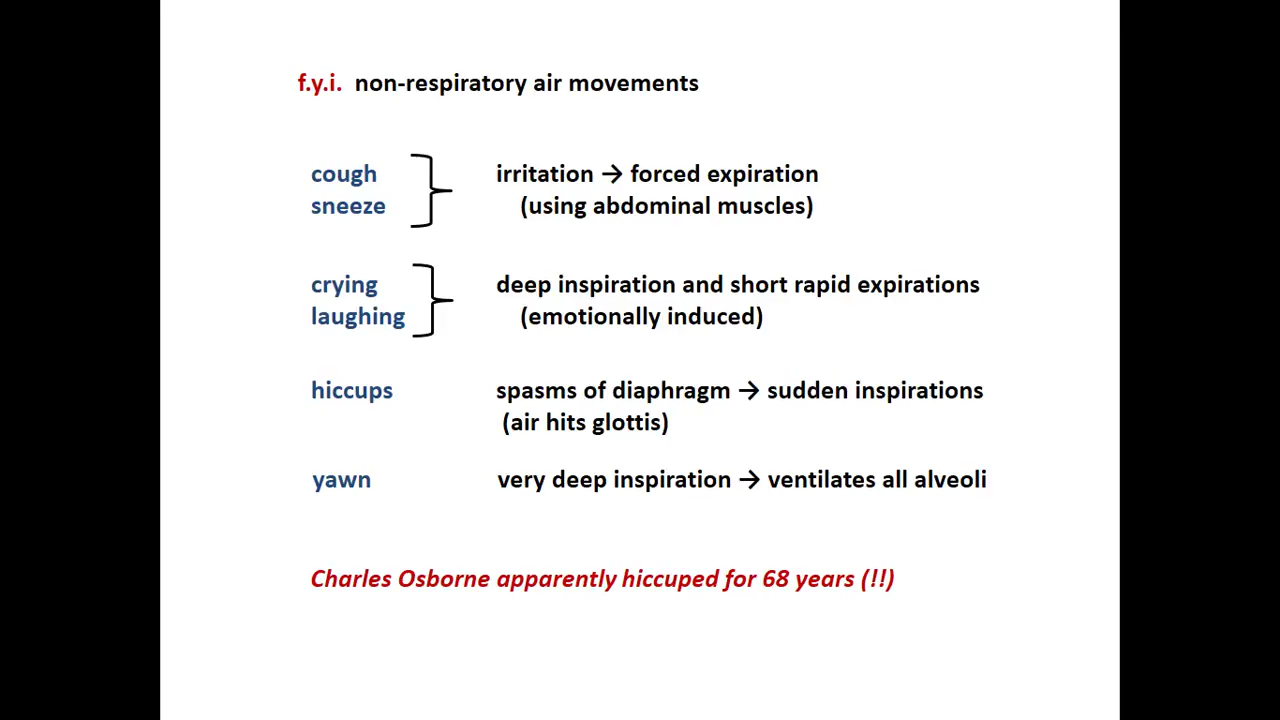 f.y.i. non-respiratory air movements
cough
sneeze
irritation → forced expiration
(using abdominal muscles)
crying
laughing
deep inspiration and short rapid expirations
(emotionally induced)
hiccups
spasms of diaphragm → sudden inspirations
(air hits glottis)
yawn
very deep inspiration → ventilates all alveoli
Charles Osborne apparently hiccuped for 68 years (!!)